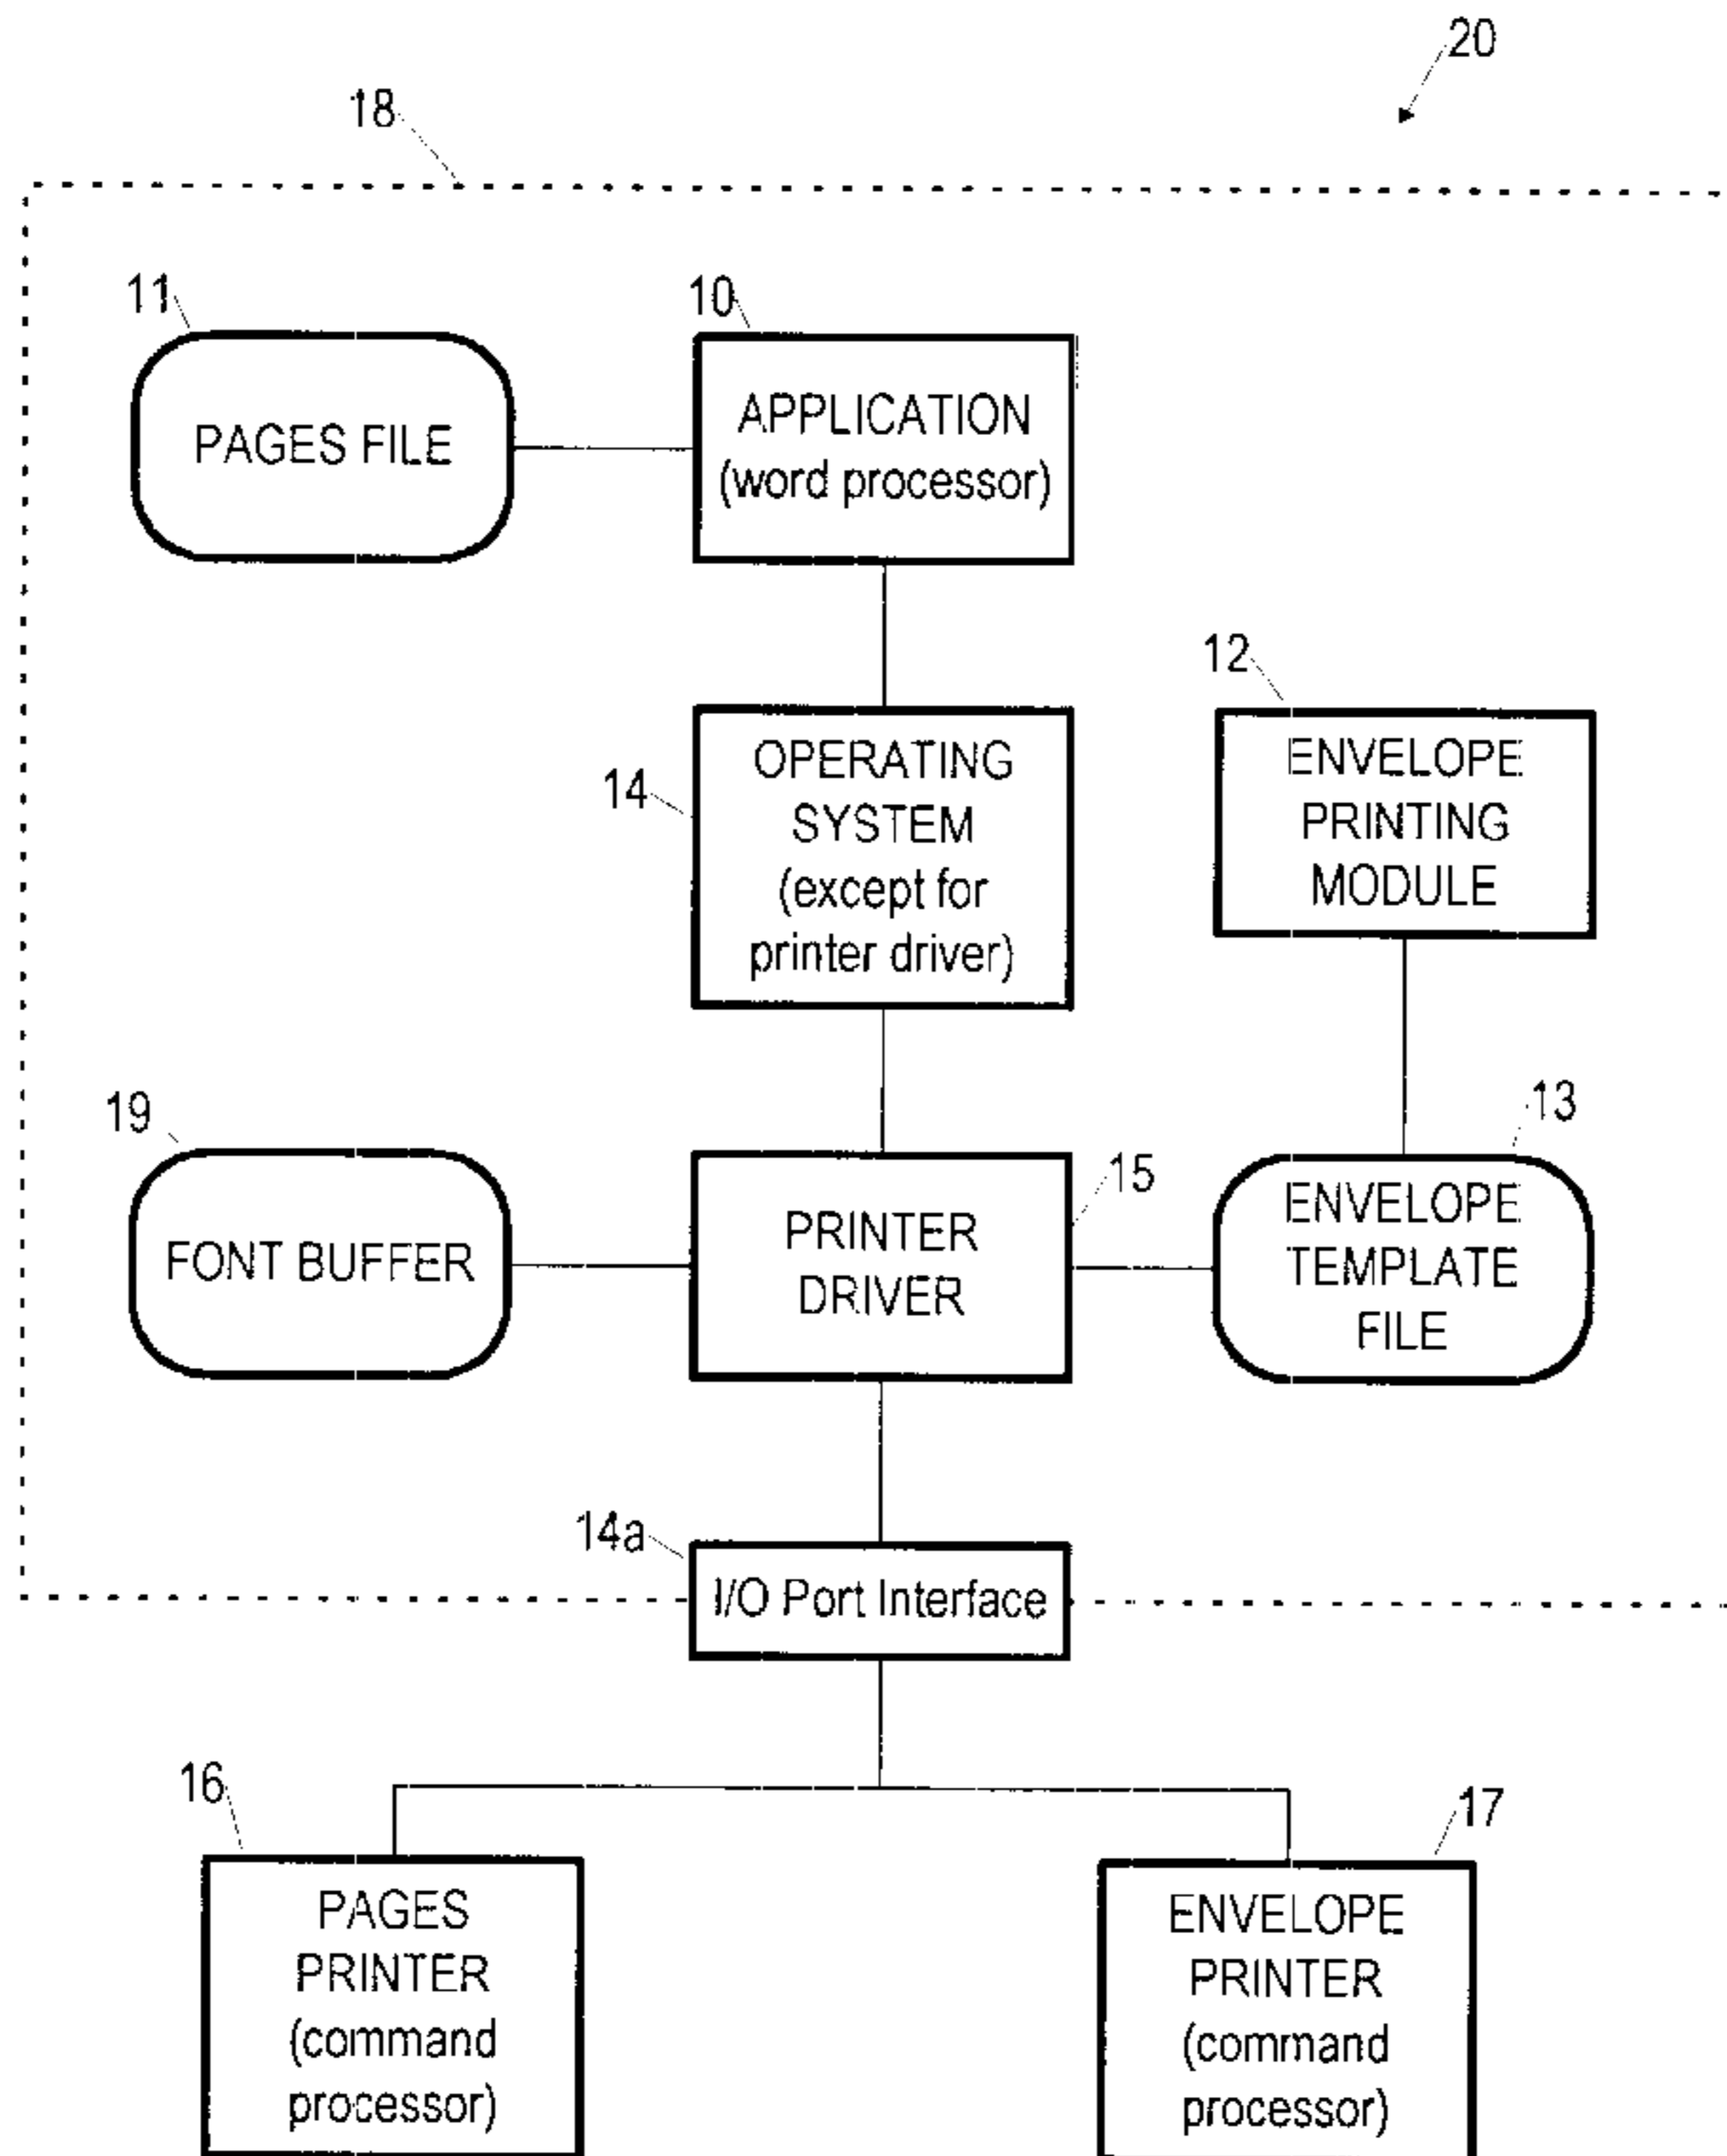 20
18
11
10
PAGES FILE
APPLICATION
(word processor)
12
14
OPERATING
SYSTEM
(except for
printer driver)
ENVELOPE
PRINTING
MODULE
19
13
15
FONT BUFFER
PRINTER
DRIVER
ENVELOPE
TEMPLATE
FILE
14a
I/O Port Interface
16
17
PAGES
PRINTER
(command
processor)
ENVELOPE
PRINTER
(command
processor)